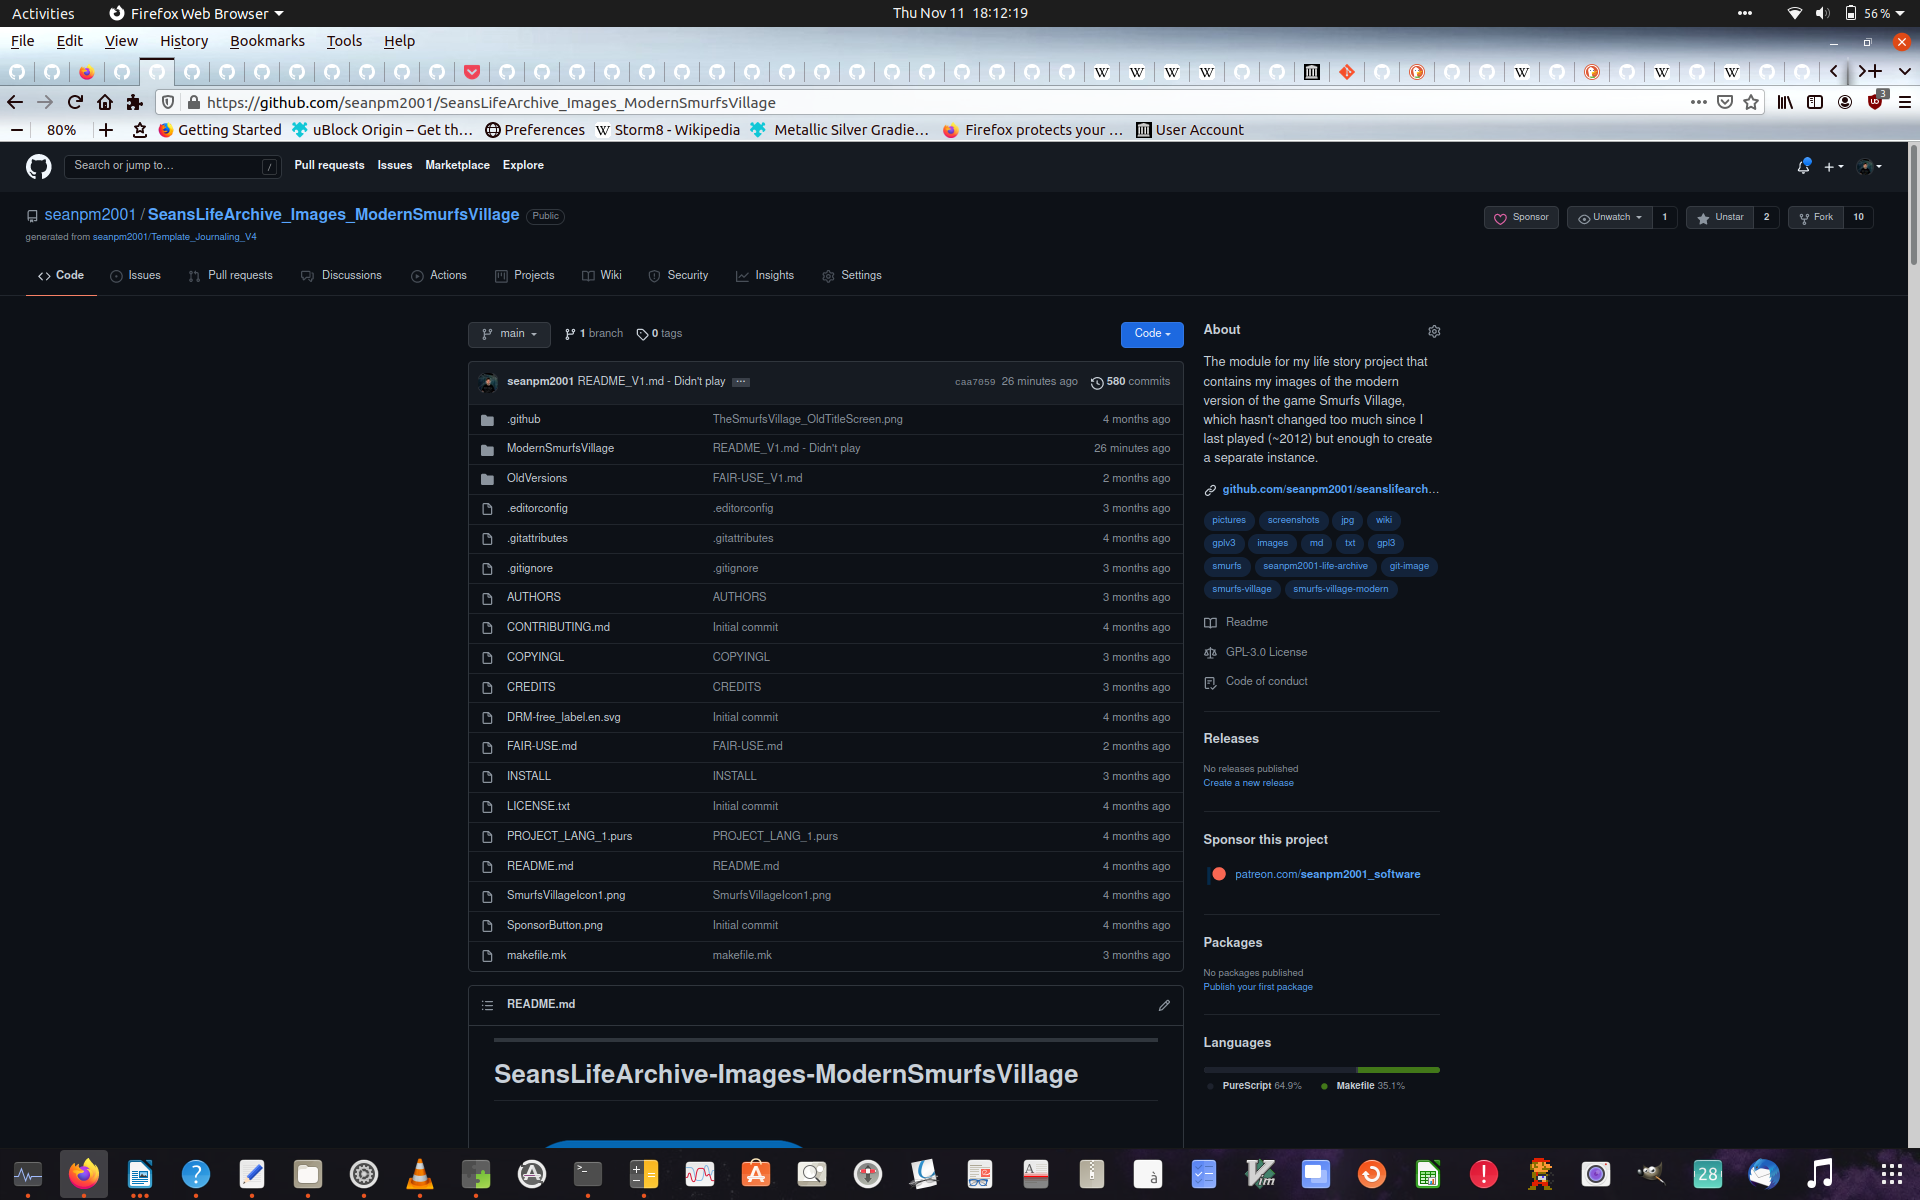 Activities Firefox Web Browser Thu Nov 11 18:12:19 56 %
File Edit View History Bookmarks Tools Help
https://github.com/seanpm2001/SeansLifeArchive_Images_ModernSmurfsVillage 3
80% Getting Started uBlock Origin – Get th… Preferences Storm8 - Wikipedia Metallic Silver Gradie… Firefox protects your … User Account
Search or jump to… / Pull requests Issues Marketplace Explore
seanpm2001 / SeansLifeArchive_Images_ModernSmurfsVillage Public Sponsor Unwatch 1 Unstar 2 Fork 10
generated from seanpm2001/Template_Journaling_V4
Code Issues Pull requests Discussions Actions Projects Wiki Security Insights Settings
main 1 branch 0 tags Code
seanpm2001 README_V1.md - Didn't play … caa7059 26 minutes ago 580 commits
.github TheSmurfsVillage_OldTitleScreen.png 4 months ago
ModernSmurfsVillage README_V1.md - Didn't play 26 minutes ago
OldVersions FAIR-USE_V1.md 2 months ago
.editorconfig .editorconfig 3 months ago
.gitattributes .gitattributes 4 months ago
.gitignore .gitignore 3 months ago
AUTHORS AUTHORS 3 months ago
CONTRIBUTING.md Initial commit 4 months ago
COPYINGL COPYINGL 3 months ago
CREDITS CREDITS 3 months ago
DRM-free_label.en.svg Initial commit 4 months ago
FAIR-USE.md FAIR-USE.md 2 months ago
INSTALL INSTALL 3 months ago
LICENSE.txt Initial commit 4 months ago
PROJECT_LANG_1.purs PROJECT_LANG_1.purs 4 months ago
README.md README.md 4 months ago
SmurfsVillageIcon1.png SmurfsVillageIcon1.png 4 months ago
SponsorButton.png Initial commit 4 months ago
makefile.mk makefile.mk 3 months ago
README.md
SeansLifeArchive-Images-ModernSmurfsVillage
About
The module for my life story project that
contains my images of the modern
version of the game Smurfs Village,
which hasn't changed too much since I
last played (~2012) but enough to create
a separate instance.
github.com/seanpm2001/seanslifearch…
pictures screenshots jpg wiki
gplv3 images md txt gpl3
smurfs seanpm2001-life-archive git-image
smurfs-village smurfs-village-modern
Readme
GPL-3.0 License
Code of conduct
Releases
No releases published
Create a new release
Sponsor this project
patreon.com/seanpm2001_software
Packages
No packages published
Publish your first package
Languages
PureScript 64.9% Makefile 35.1%
28